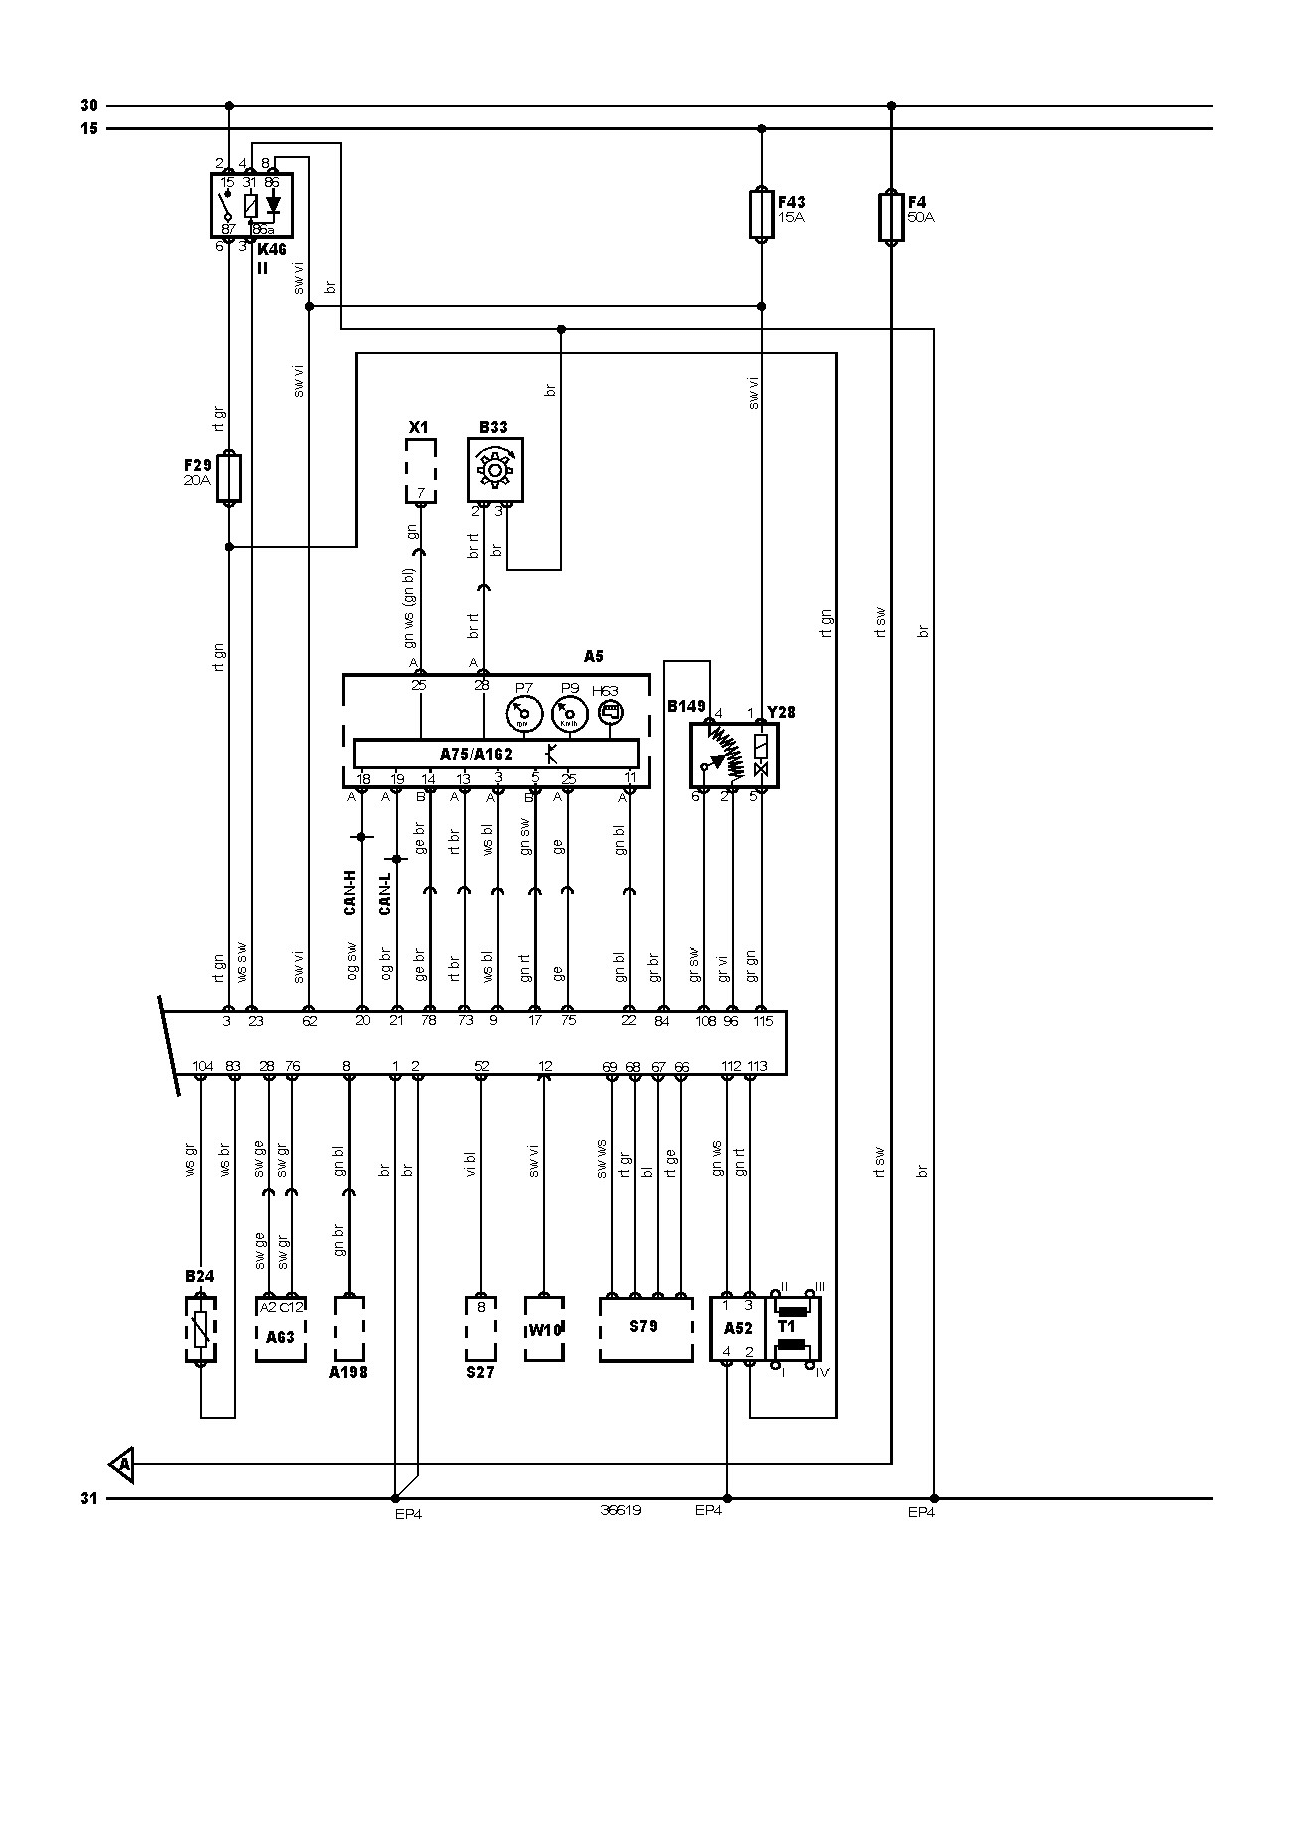 30
15
2 4 8
15 31 86
87 86a
6 3 K46
II
F43
15A
F4
50A
sw vi
br
sw vi
br
sw vi
rt gr
X1
B33
F29
20A
7
2 3
gn
br rt
br
gn ws (gn bl)
br rt
rt gn
rt gn
rt sw
br
A A
A5
25 28
P7 P9 H63
rpm Km/h
B149 4 1 Y28
A75/A162
18 19 14 13 3 5 25 11
A A B A A B A A
6 2 5
ge br
rt br
ws bl
gn sw
ge
gn bl
CAN-H
CAN-L
rt gn
ws sw
sw vi
og sw
og br
ge br
rt br
ws bl
gn rt
ge
gn bl
gr br
gr sw
gr vi
gr gn
3 23 62 20 21 78 73 9 17 75 22 84 108 96 115
104 83 28 76 8 1 2 52 12 69 68 67 66 112 113
ws gr
ws br
sw ge
sw gr
gn bl
br
br
vi bl
sw vi
sw ws
rt gr
bl
rt ge
gn ws
gn rt
rt sw
br
sw ge
sw gr
gn br
B24
II III
A2 C12
8
1 3
A63
W10
S79
A52
T1
4 2
A198
S27
I IV
A
31
EP4
36619
EP4
EP4